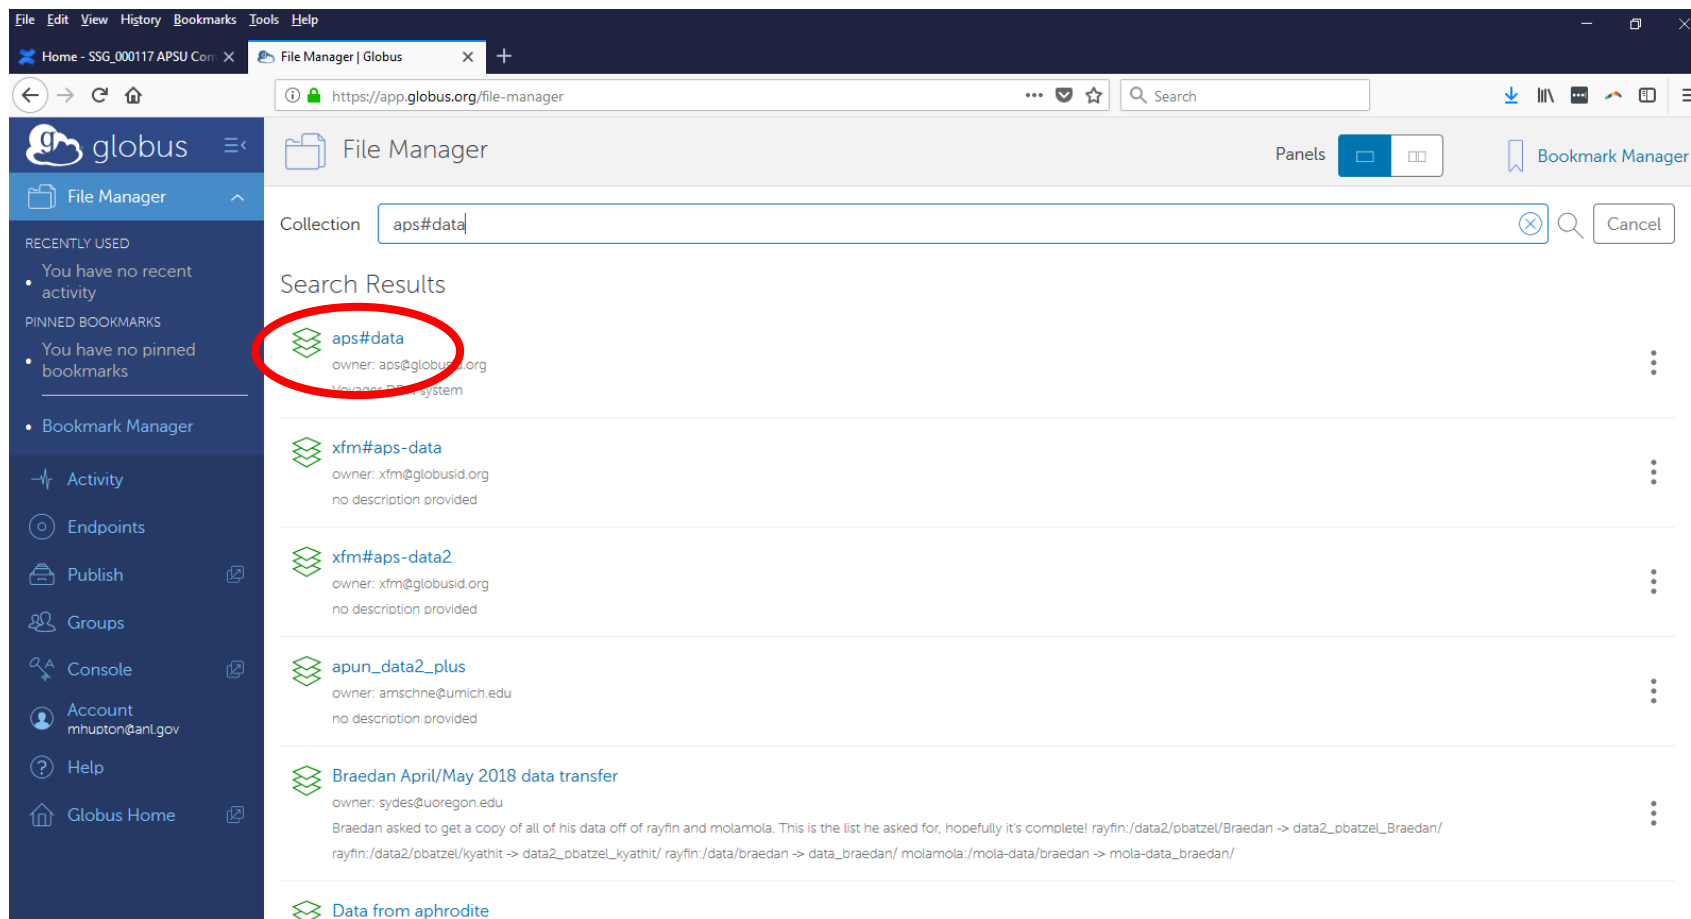 File Edit View History Bookmarks Tools Help
Home - SSG_000117 APSU Com
File Manager | Globus
https://app.globus.org/file-manager
Search
globus
File Manager
Panels
Bookmark Manager
File Manager
RECENTLY USED
You have no recent
activity
PINNED BOOKMARKS
You have no pinned
bookmarks
Bookmark Manager
Activity
Endpoints
Publish
Groups
Console
Account
mhupton@anl.gov
Help
Globus Home
Collection
aps#data
Cancel
Search Results
aps#data
owner: aps@globusid.org
Voyager system
xfm#aps-data
owner: xfm@globusid.org
no description provided
xfm#aps-data2
owner: xfm@globusid.org
no description provided
apun_data2_plus
owner: amschne@umich.edu
no description provided
Braedan April/May 2018 data transfer
owner: sydes@uoregon.edu
Braedan asked to get a copy of all of his data off of rayfin and molamola. This is the list he asked for, hopefully it's complete! rayfin:/data2/pbatzel/Braedan -> data2_pbatzel_Braedan/
rayfin:/data2/pbatzel/kyathit -> data2_pbatzel_kyathit/ rayfin:/data/braedan -> data_braedan/ molamola:/mola-data/braedan -> mola-data_braedan/
Data from aphrodite